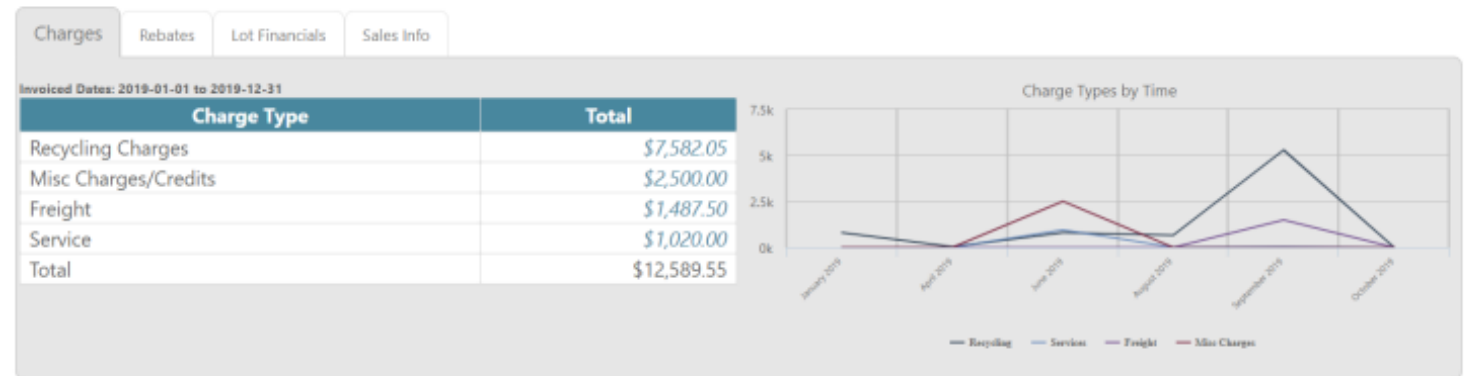 Charges Rebates Lot Financials Sales Info
Invoiced Dates: 2019-01-01 to 2019-12-31
Charge Type Total
Recycling Charges $7,582.05
Misc Charges/Credits $2,500.00
Freight $1,487.50
Service $1,020.00
Total $12,589.55
Charge Types by Time
7.5k
5k
2.5k
0k
January 2019 April 2019 June 2019 August 2019 September 2019 October 2019
Recycling Services Freight Misc Charges